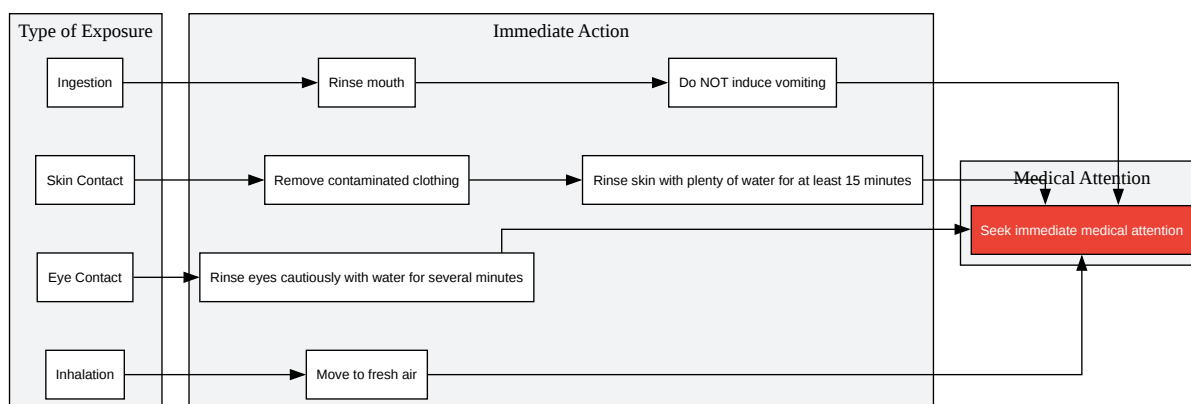 Type of Exposure
Immediate Action
Ingestion
Rinse mouth
Do NOT induce vomiting
Skin Contact
Remove contaminated clothing
Rinse skin with plenty of water for at least 15 minutes
Medical Attention
Seek immediate medical attention
Eye Contact
Rinse eyes cautiously with water for several minutes
Inhalation
Move to fresh air